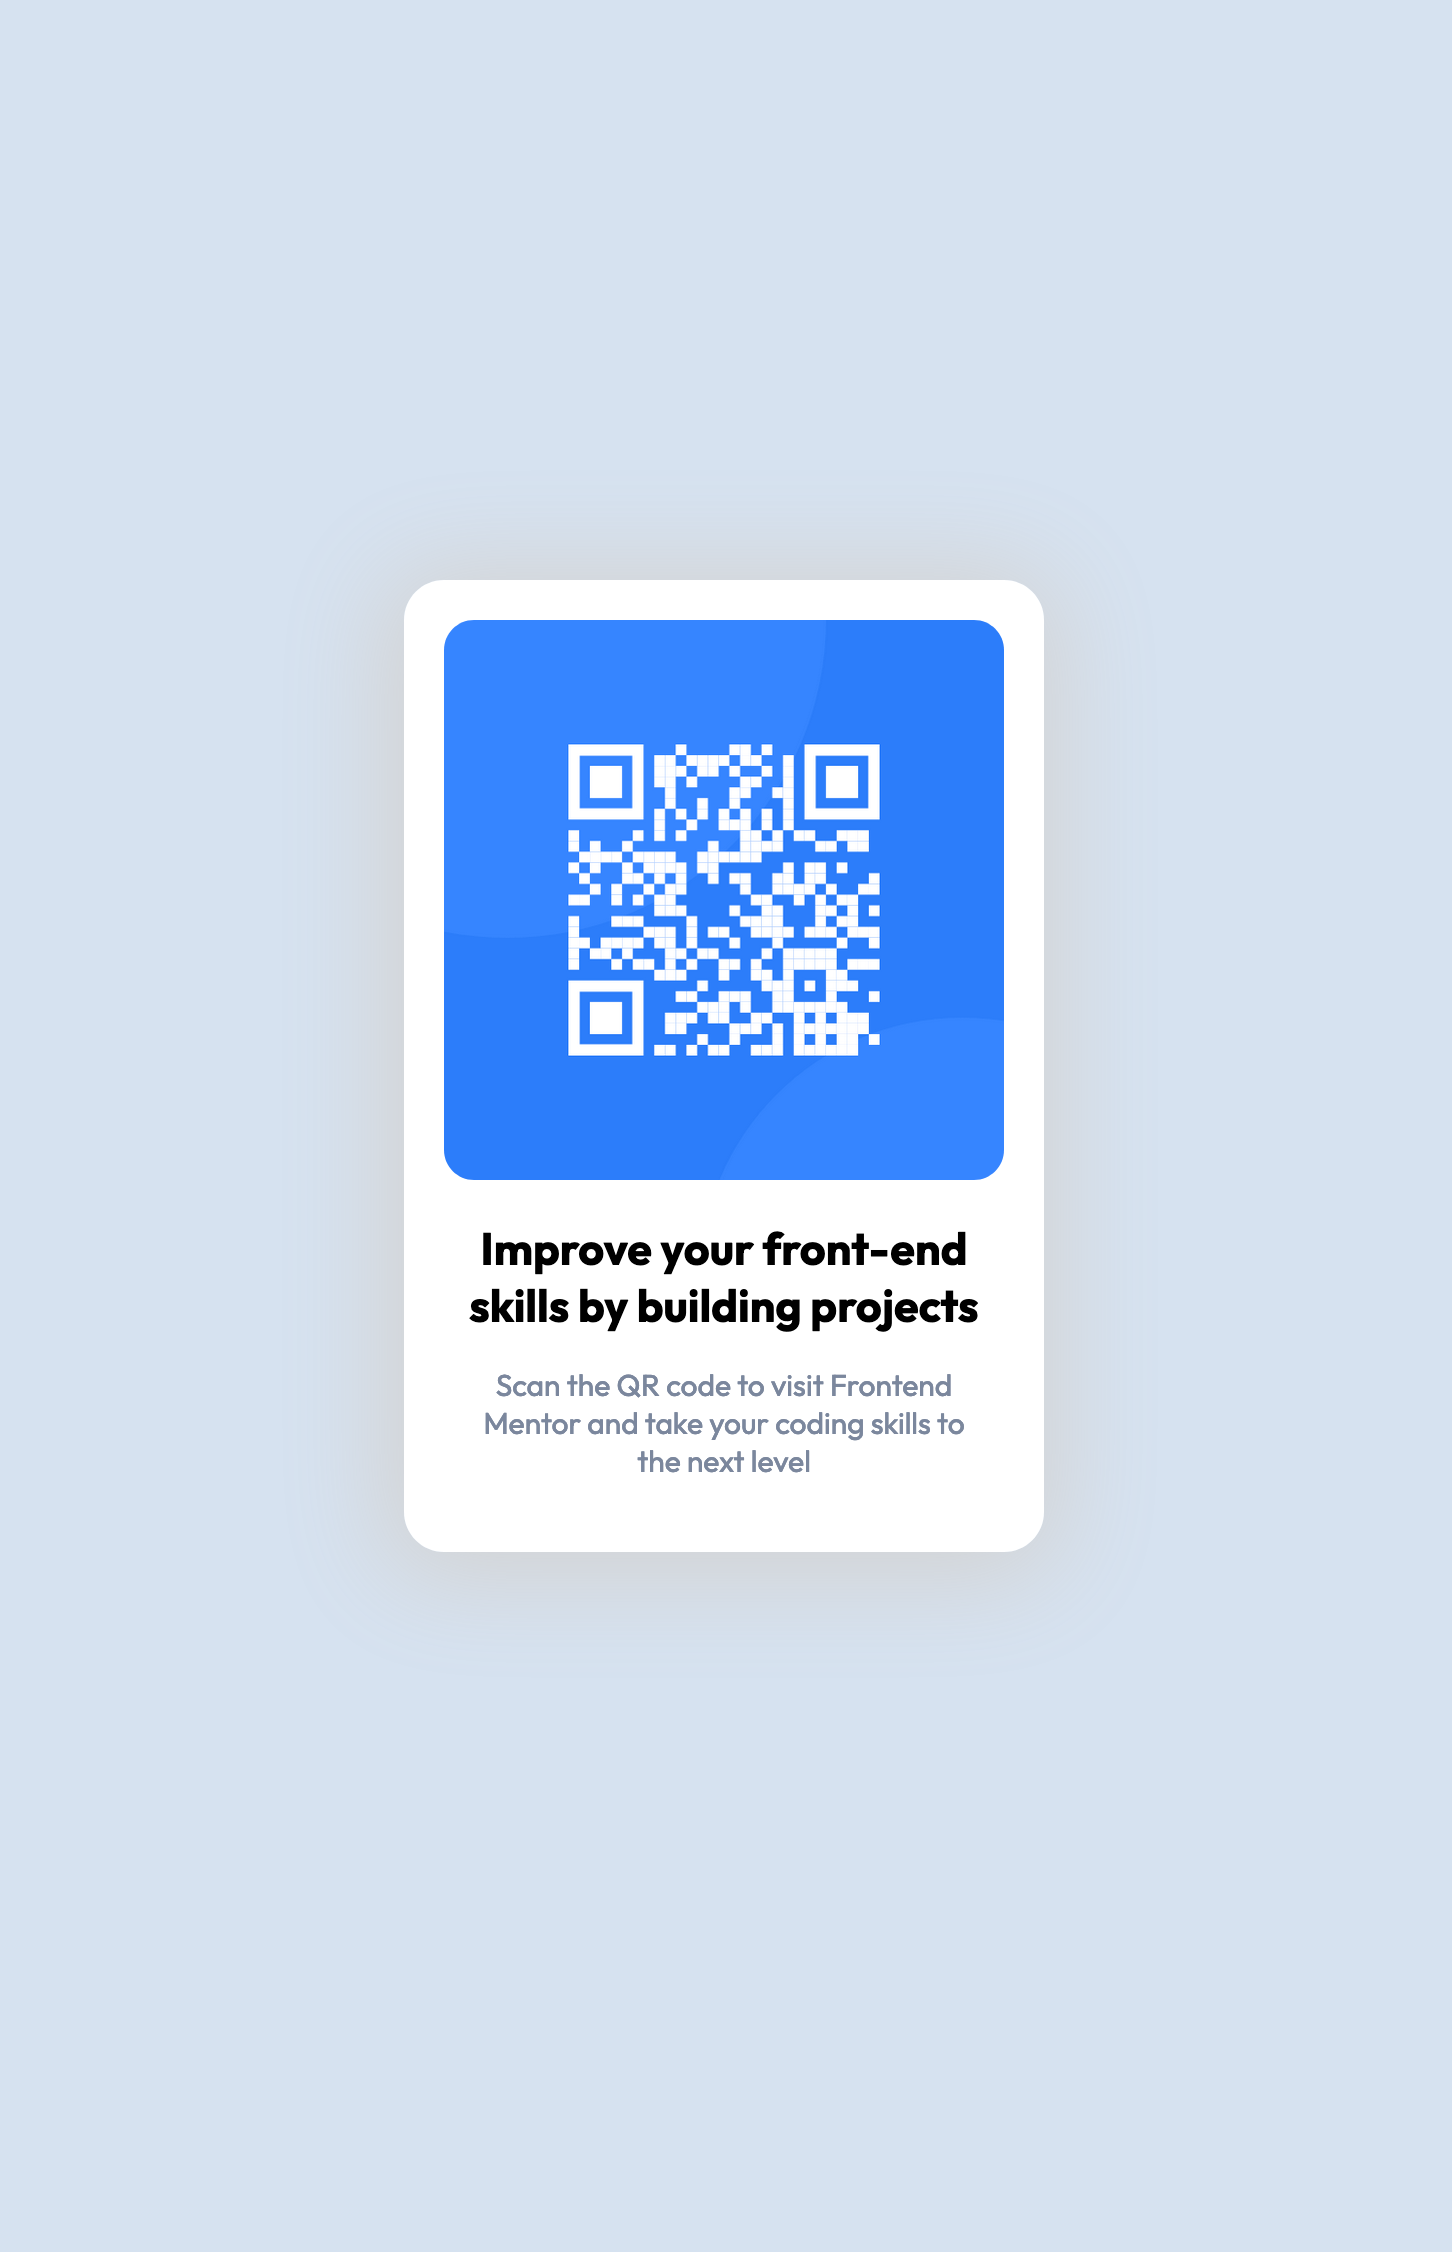 Improve your front-end
skills by building projects
Scan the QR code to visit Frontend
Mentor and take your coding skills to
the next level